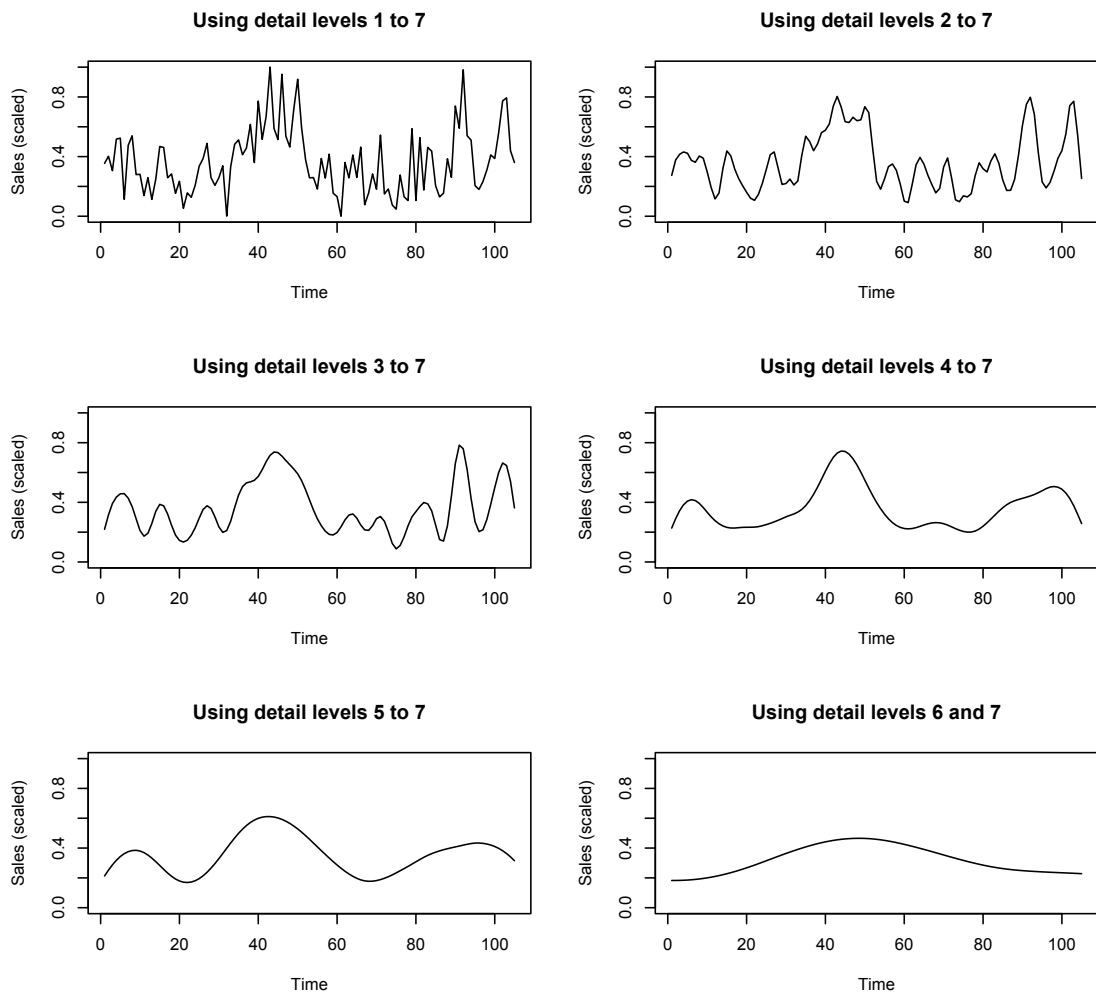 Using detail levels 1 to 7
Sales (scaled)
0.0 0.4 0.8
0 20 40 60 80 100
Time
Using detail levels 2 to 7
Sales (scaled)
0.0 0.4 0.8
0 20 40 60 80 100
Time
Using detail levels 3 to 7
Sales (scaled)
0.0 0.4 0.8
0 20 40 60 80 100
Time
Using detail levels 4 to 7
Sales (scaled)
0.0 0.4 0.8
0 20 40 60 80 100
Time
Using detail levels 5 to 7
Sales (scaled)
0.0 0.4 0.8
0 20 40 60 80 100
Time
Using detail levels 6 and 7
Sales (scaled)
0.0 0.4 0.8
0 20 40 60 80 100
Time